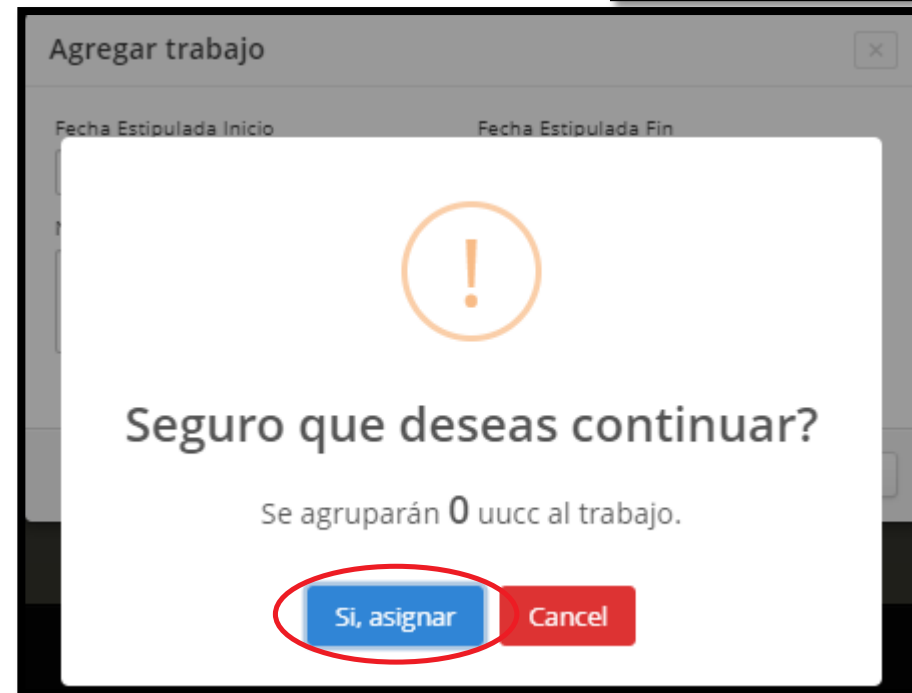 Agregar trabajo
Fecha Estipulada Inicio Fecha Estipulada Fin
!
Seguro que deseas continuar?
Se agruparán 0 uucc al trabajo.
Si, asignar Cancel